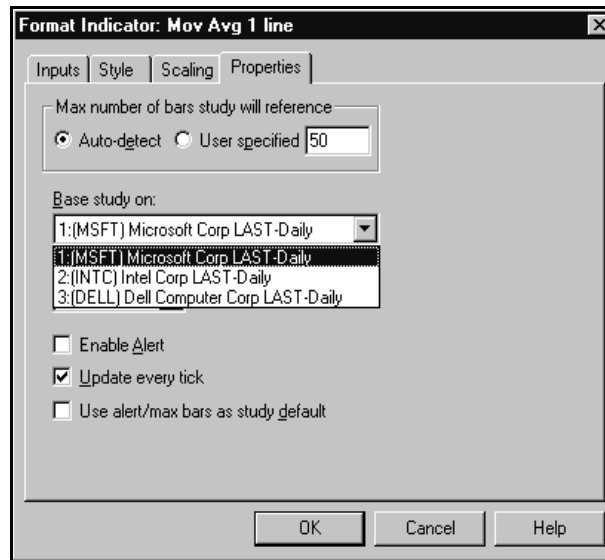 Format Indicator: Mov Avg 1 line
Inputs Style Scaling Properties
Max number of bars study will reference
Auto-detect User specified 50
Base study on:
1:(MSFT) Microsoft Corp LAST-Daily
1:(MSFT) Microsoft Corp LAST-Daily
2:(INTC) Intel Corp LAST-Daily
3:(DELL) Dell Computer Corp LAST-Daily
Enable Alert
Update every tick
Use alert/max bars as study default
OK Cancel Help